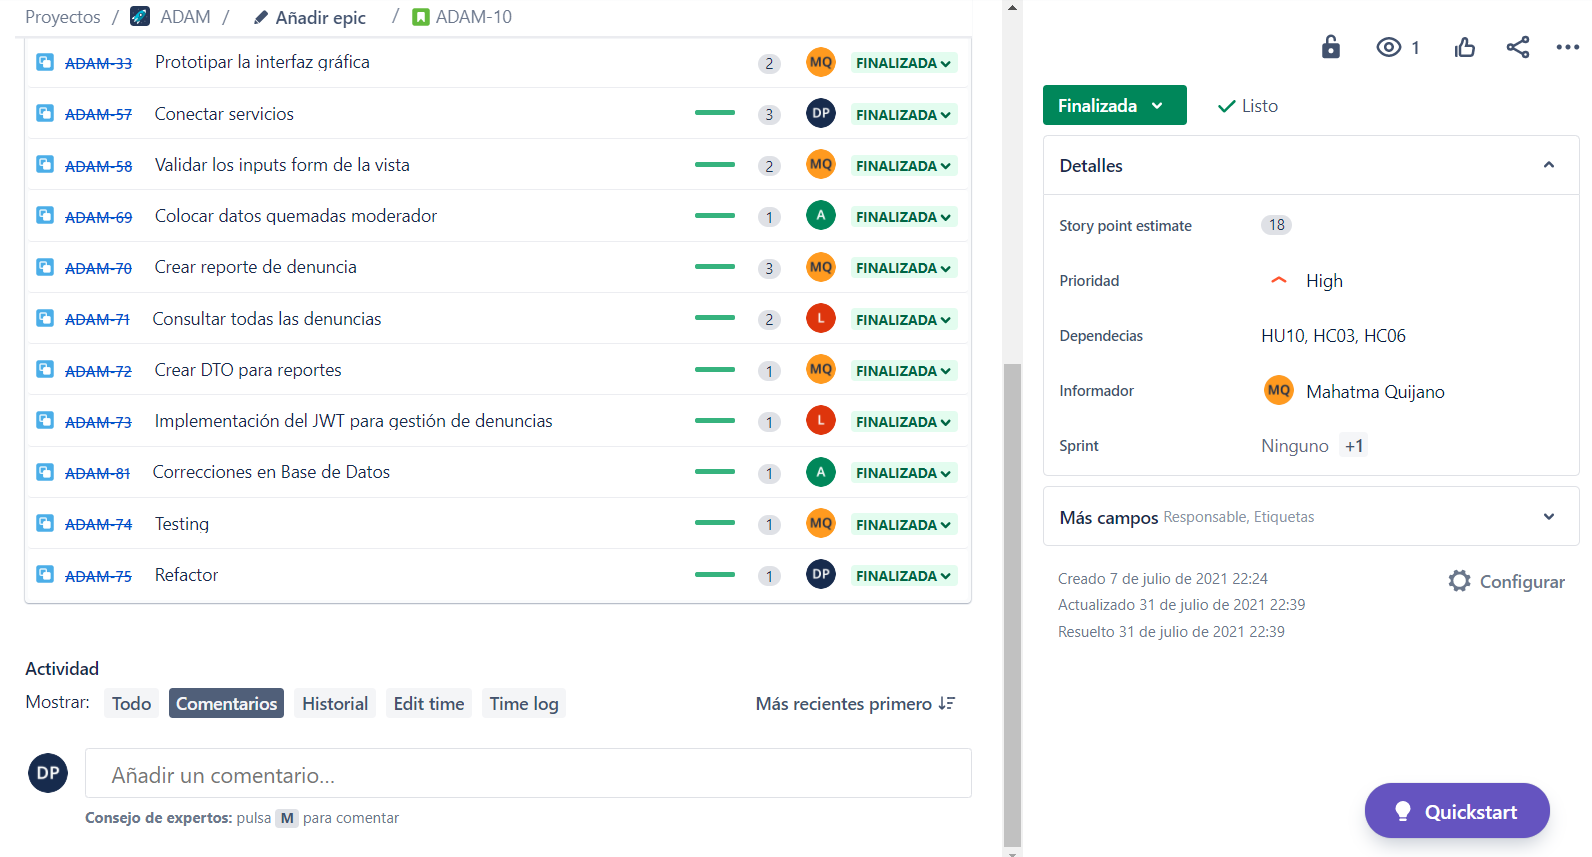 Proyectos / ADAM / Añadir epic / ADAM-10
ADAM-33 Prototipar la interfaz gráfica 2 MQ FINALIZADA
ADAM-57 Conectar servicios 3 DP FINALIZADA
ADAM-58 Validar los inputs form de la vista 2 MQ FINALIZADA
ADAM-69 Colocar datos quemadas moderador 1 A FINALIZADA
ADAM-70 Crear reporte de denuncia 3 MQ FINALIZADA
ADAM-71 Consultar todas las denuncias 2 L FINALIZADA
ADAM-72 Crear DTO para reportes 1 MQ FINALIZADA
ADAM-73 Implementación del JWT para gestión de denuncias 1 L FINALIZADA
ADAM-81 Correcciones en Base de Datos 1 A FINALIZADA
ADAM-74 Testing 1 MQ FINALIZADA
ADAM-75 Refactor 1 DP FINALIZADA
Actividad
Mostrar: Todo Comentarios Historial Edit time Time log Más recientes primero
DP Añadir un comentario...
Consejo de expertos: pulsa M para comentar
1
Finalizada Listo
Detalles
Story point estimate 18
Prioridad High
Dependecias HU10, HC03, HC06
Informador MQ Mahatma Quijano
Sprint Ninguno +1
Más campos Responsable, Etiquetas
Creado 7 de julio de 2021 22:24
Configurar
Actualizado 31 de julio de 2021 22:39
Resuelto 31 de julio de 2021 22:39
Quickstart